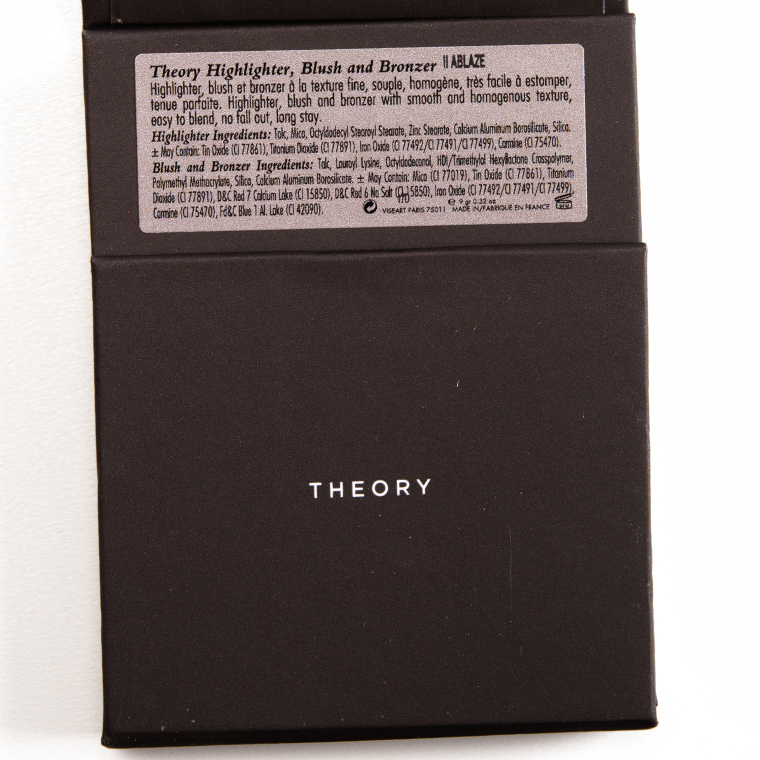 Theory Highlighter, Blush and Bronzer II ABLAZE
Highlighter, blush et bronzer à la texture fine, souple, homogène, très facile à estomper,
tenue parfaite. Highlighter, blush and bronzer with smooth and homogenous texture,
easy to blend, no fall out, long stay.
Highlighter Ingredients: Talc, Mica, Octyldodecyl Stearoyl Stearate, Zinc Stearate, Calcium Aluminum Borosilicate, Silica.
± May Contain: Tin Oxide (CI 77861), Titanium Dioxide (CI 77891), Iron Oxide (CI 77492/CI 77491/CI 77499), Carmine (CI 75470).
Blush and Bronzer Ingredients: Talc, Lauroyl Lysine, Octyldodecanol, HDI/Trimethylol Hexyllactone Crosspolymer,
Polymethyl Methacrylate, Silica, Calcium Aluminum Borosilicate, ± May Contain: Mica (CI 77019), Tin Oxide (CI 77861), Titanium
Dioxide (CI 77891), D&C Red 7 Calcium Lake (CI 15850), D&C Red 6 Na Salt (CI 15850), Iron Oxide (CI 77492/CI 77491/CI 77499),
Carmine (CI 75470), Fd&C Blue 1 Al. Lake (CI 42090).
e 9 gr 0.32 oz
VISEART PARIS 75011 MADE IN/FABRIQUÉ EN FRANCE
THEORY